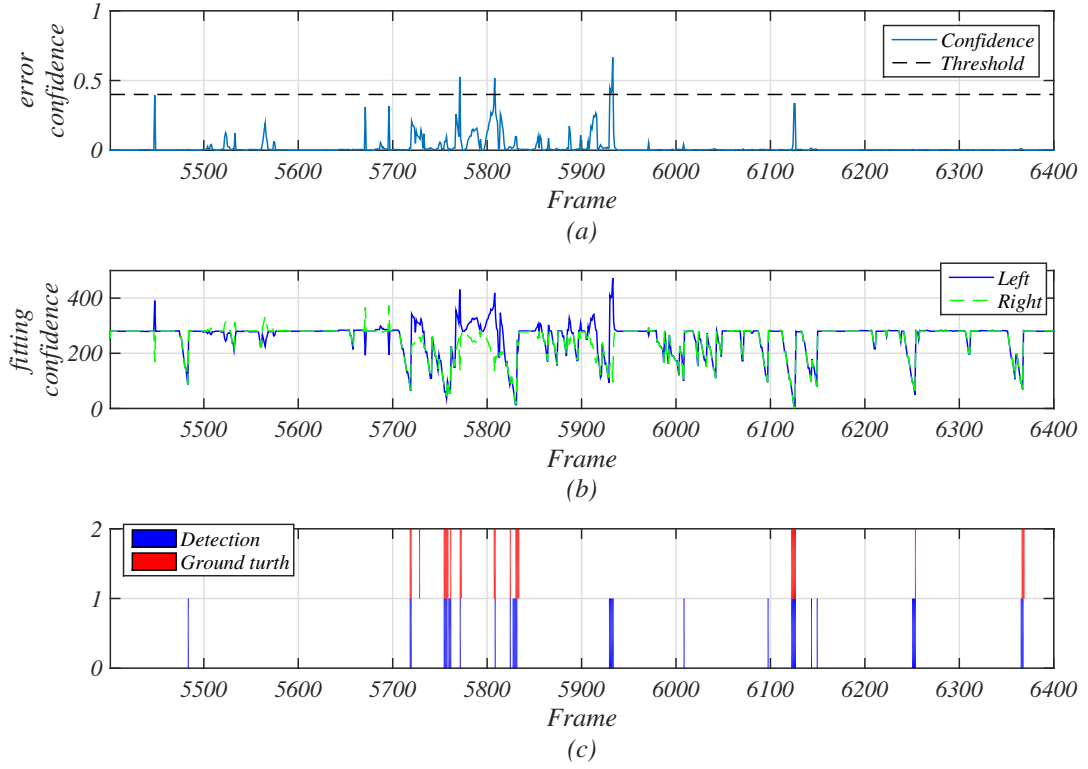 1
0.5
0
error
confidence
Confidence
Threshold
5500 5600 5700 5800 5900 6000 6100 6200 6300 6400
Frame
(a)
400
200
0
fitting
confidence
Left
Right
5500 5600 5700 5800 5900 6000 6100 6200 6300 6400
Frame
(b)
2
1
0
Detection
Ground turth
5500 5600 5700 5800 5900 6000 6100 6200 6300 6400
Frame
(c)